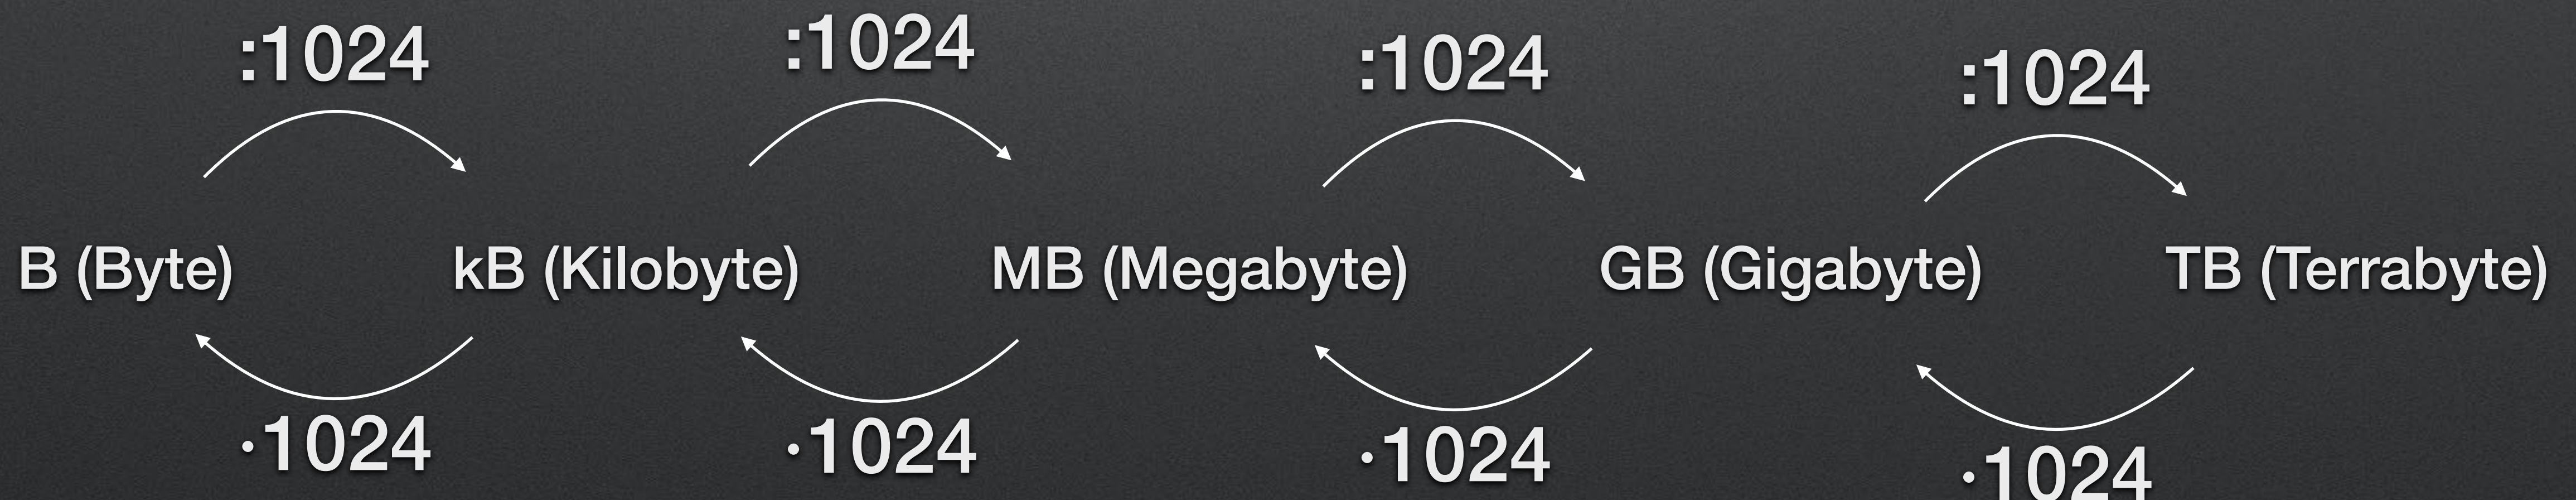 :1024
:1024
:1024
:1024
B (Byte)
kB (Kilobyte)
MB (Megabyte)
GB (Gigabyte)
TB (Terrabyte)
·1024
·1024
·1024
·1024